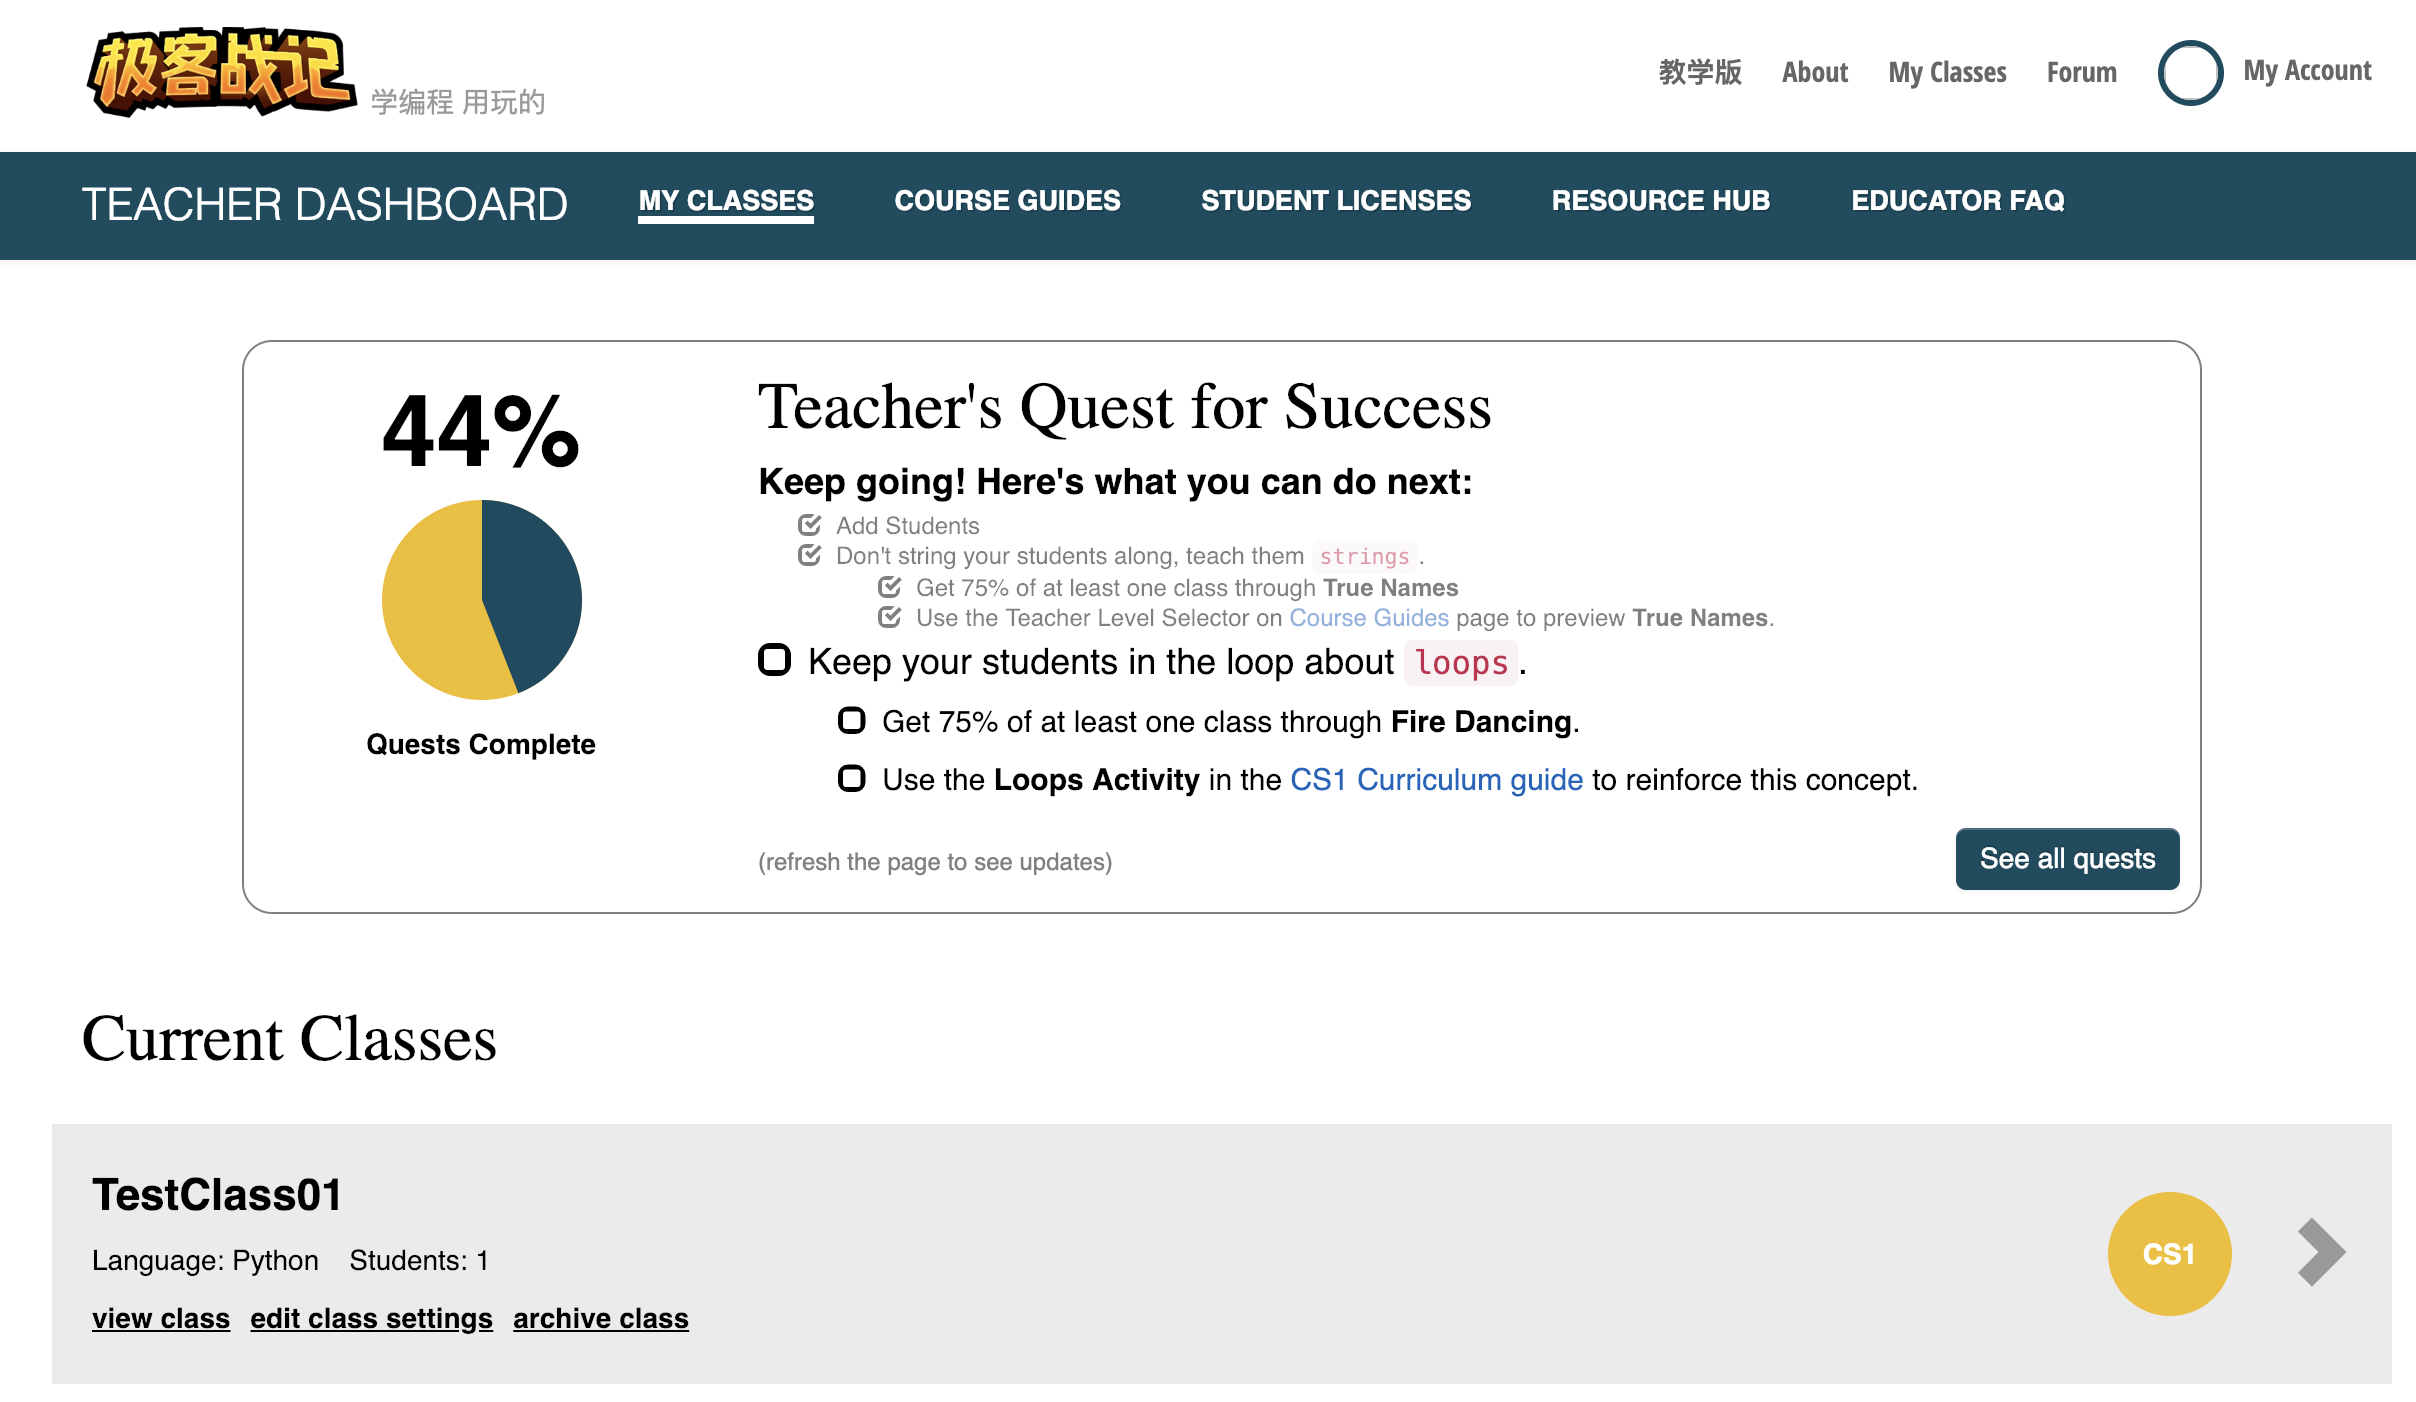 极客战记 学编程 用玩的
教学版 About My Classes Forum My Account
TEACHER DASHBOARD MY CLASSES COURSE GUIDES STUDENT LICENSES RESOURCE HUB EDUCATOR FAQ
44%
Quests Complete
Teacher's Quest for Success
Keep going! Here's what you can do next:
Add Students
Don't string your students along, teach them strings.
Get 75% of at least one class through True Names
Use the Teacher Level Selector on Course Guides page to preview True Names.
Keep your students in the loop about loops.
Get 75% of at least one class through Fire Dancing.
Use the Loops Activity in the CS1 Curriculum guide to reinforce this concept.
(refresh the page to see updates)
See all quests
Current Classes
TestClass01
Language: Python Students: 1
view class edit class settings archive class
CS1